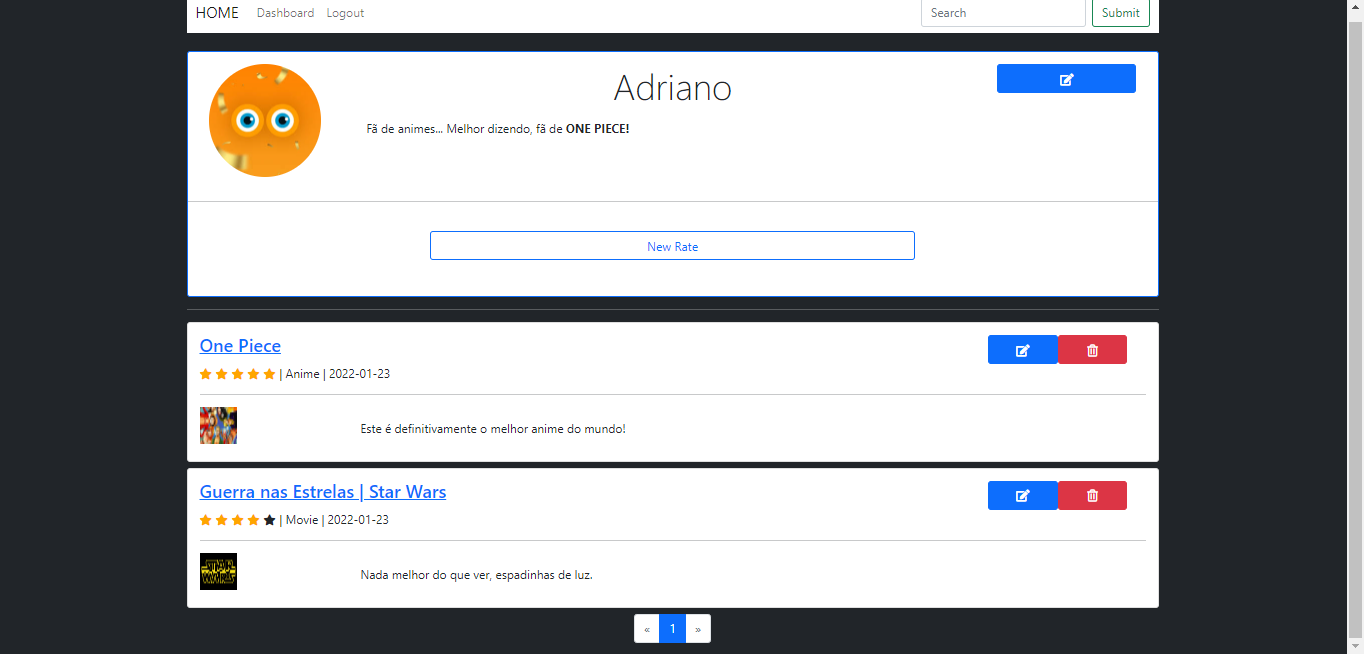 HOME Dashboard Logout Search Submit
Adriano
Fã de animes... Melhor dizendo, fã de ONE PIECE!
New Rate
One Piece
| Anime | 2022-01-23
Este é definitivamente o melhor anime do mundo!
Guerra nas Estrelas | Star Wars
| Movie | 2022-01-23
STAR WARS
Nada melhor do que ver, espadinhas de luz.
« 1 »